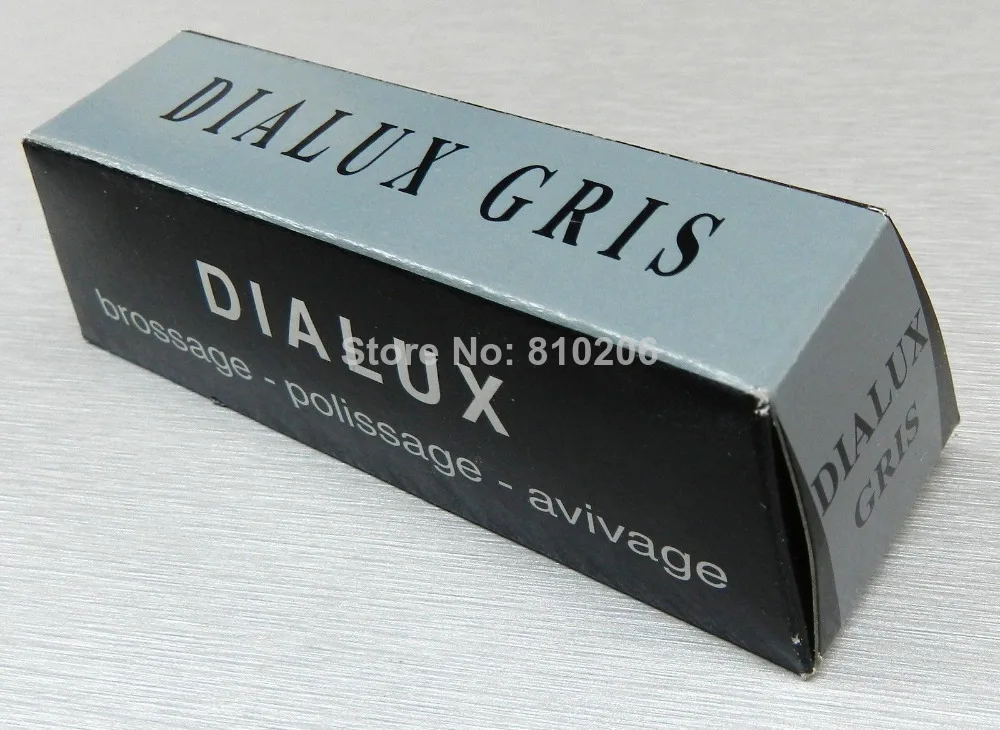 DIALUX GRIS
DIALUX
brossage - polissage - avivage
DIALUX
GRIS
Store No: 810206